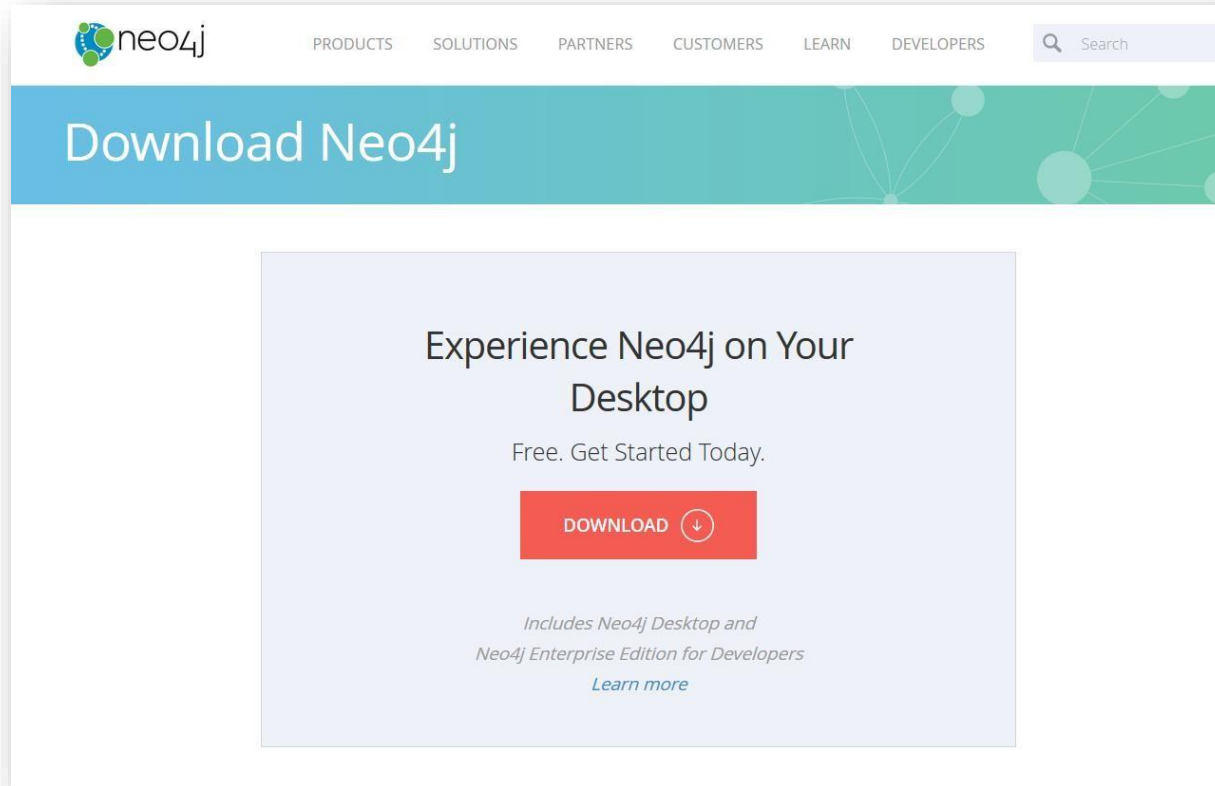 neo4j
PRODUCTS SOLUTIONS PARTNERS CUSTOMERS LEARN DEVELOPERS Search
Download Neo4j
Experience Neo4j on Your
Desktop
Free. Get Started Today.
DOWNLOAD
Includes Neo4j Desktop and
Neo4j Enterprise Edition for Developers
Learn more